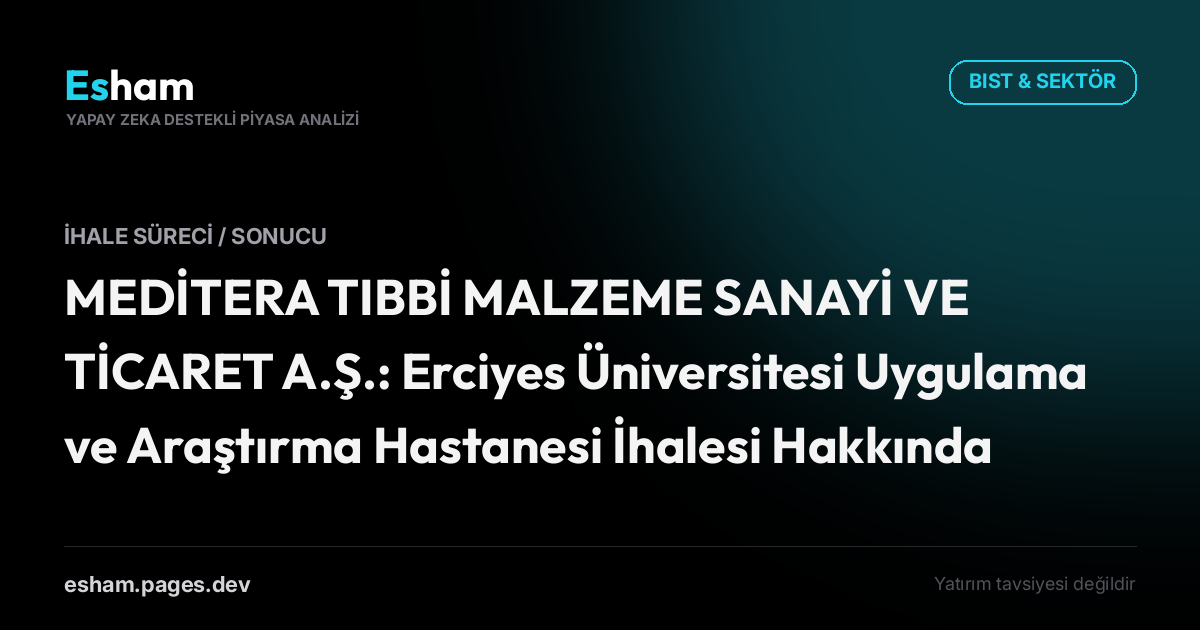 Esham
YAPAY ZEKA DESTEKLİ PİYASA ANALİZİ
BIST & SEKTÖR
İHALE SÜRECİ / SONUCU
MEDİTERA TIBBİ MALZEME SANAYİ VE
TİCARET A.Ş.: Erciyes Üniversitesi Uygulama
ve Araştırma Hastanesi İhalesi Hakkında
esham.pages.dev
Yatırım tavsiyesi değildir